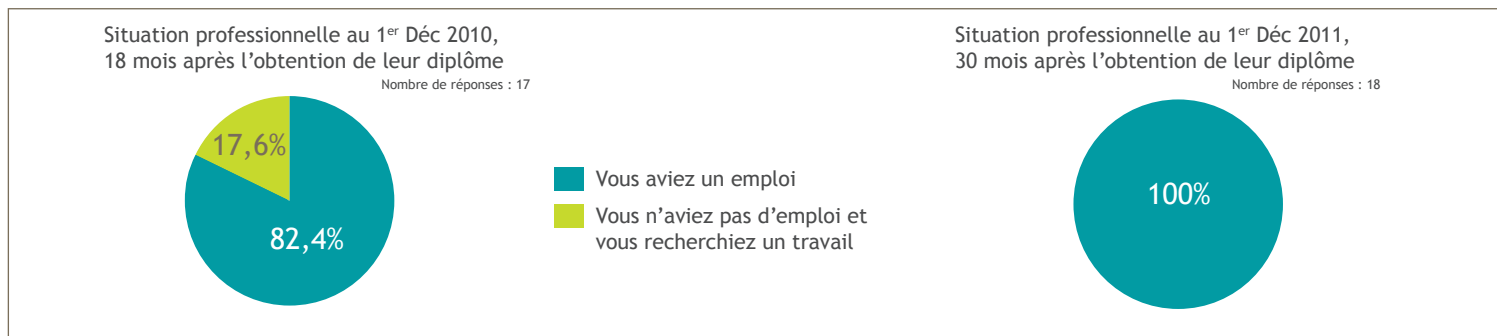 Situation professionnelle au 1er Déc 2010,
18 mois après l’obtention de leur diplôme
Nombre de réponses : 17
17,6%
82,4%
Vous aviez un emploi
Vous n’aviez pas d’emploi et
vous recherchiez un travail
Situation professionnelle au 1er Déc 2011,
30 mois après l’obtention de leur diplôme
Nombre de réponses : 18
100%